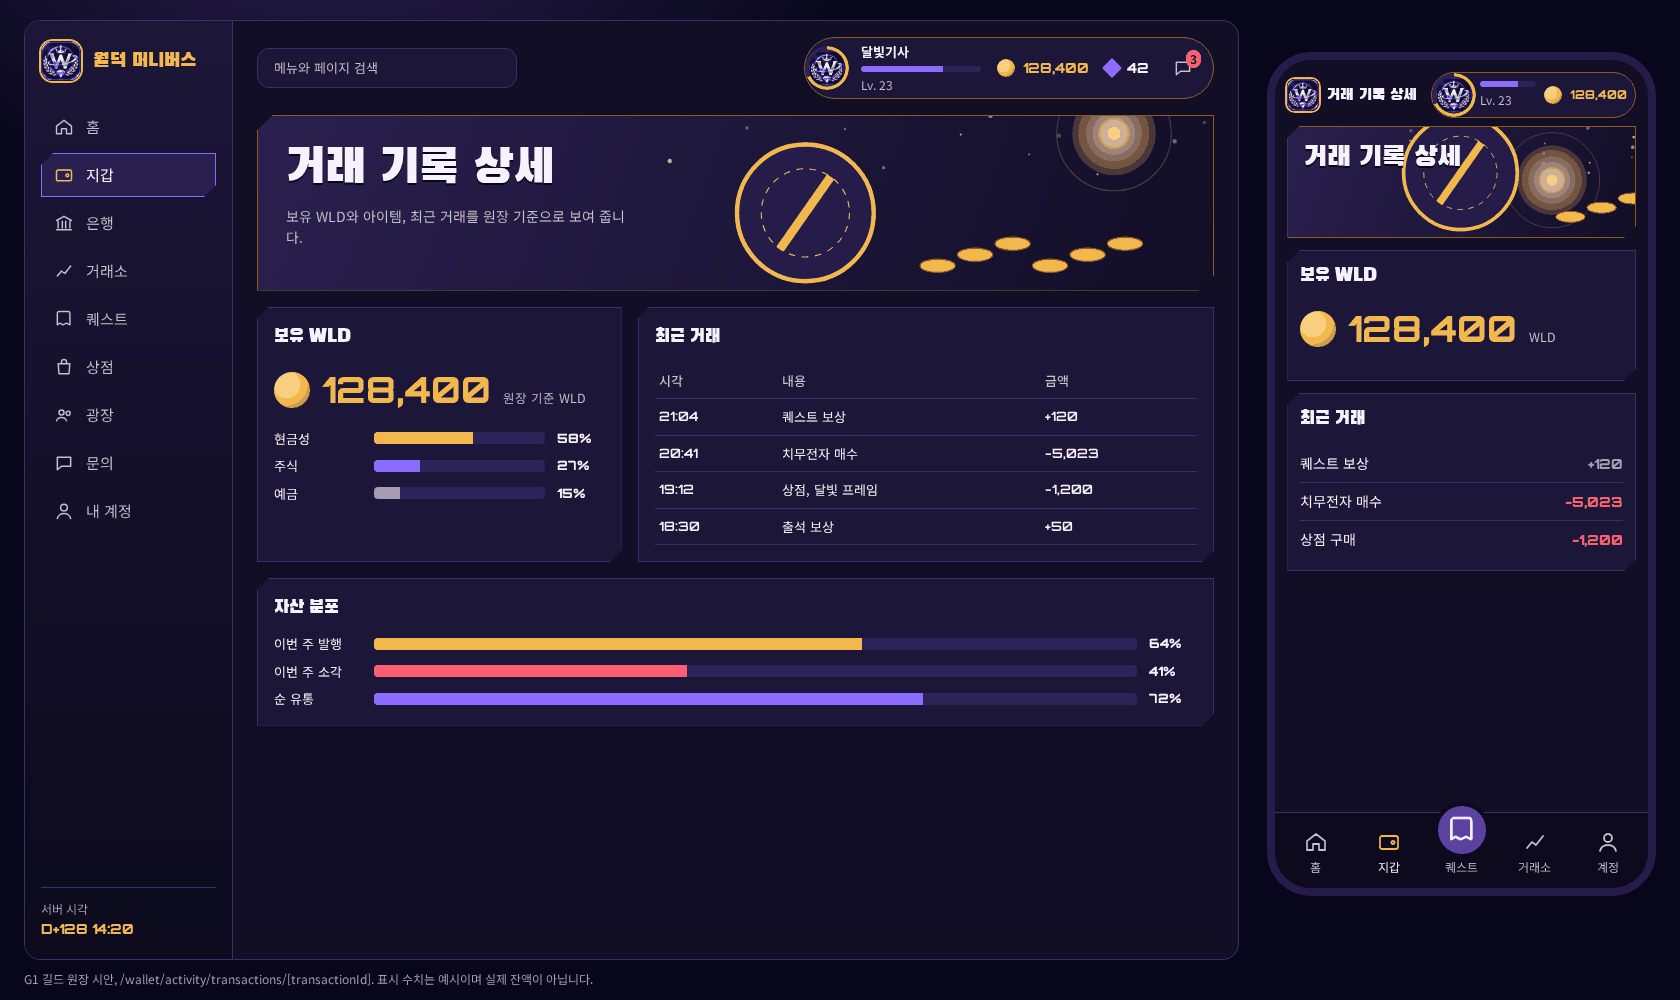 윈덕 머니버스
홈
지갑
은행
거래소
퀘스트
상점
광장
문의
내 계정
서버 시각
D+128 14:20
메뉴와 페이지 검색
달빛기사
Lv. 23
128,400
42
3
거래 기록 상세
보유 WLD와 아이템, 최근 거래를 원장 기준으로 보여 줍니
다.
보유 WLD
128,400 원장 기준 WLD
현금성 58%
주식 27%
예금 15%
최근 거래
시각 내용 금액
21:04 퀘스트 보상 +120
20:41 치무전자 매수 -5,023
19:12 상점, 달빛 프레임 -1,200
18:30 출석 보상 +50
자산 분포
이번 주 발행 64%
이번 주 소각 41%
순 유통 72%
거래 기록 상세
Lv. 23
128,400
거래 기록 상세
보유 WLD
128,400 WLD
최근 거래
퀘스트 보상 +120
치무전자 매수 -5,023
상점 구매 -1,200
홈
지갑
퀘스트
거래소
계정
G1 길드 원장 시안, /wallet/activity/transactions/[transactionId]. 표시 수치는 예시이며 실제 잔액이 아닙니다.